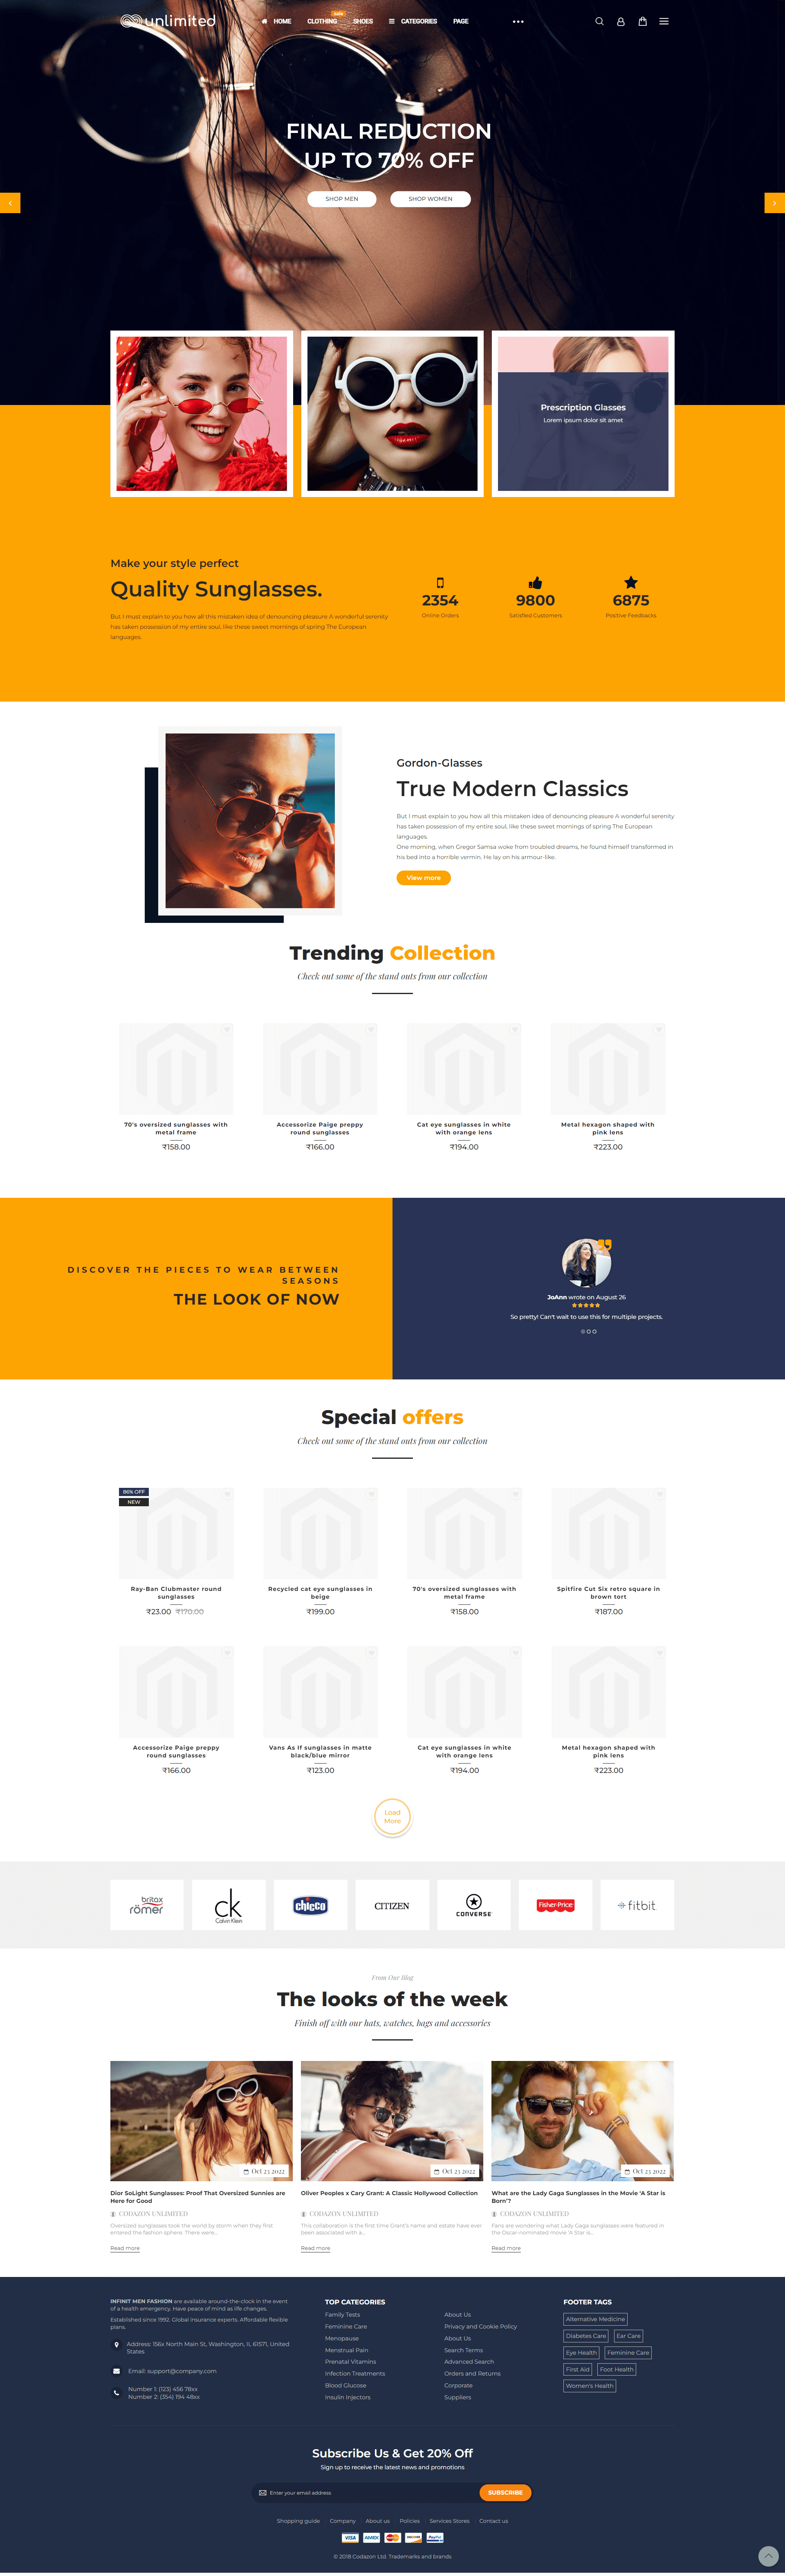 unlimited
HOME
CLOTHING
SHOES
CATEGORIES
PAGE
FINAL REDUCTION
UP TO 70% OFF
SHOP MEN
SHOP WOMEN
Prescription Glasses
Lorem ipsum dolor sit amet
Make your style perfect
Quality Sunglasses.
But I must explain to you how all this mistaken idea of denouncing pleasure A wonderful serenity
has taken possession of my entire soul, like these sweet mornings of spring The European
languages.
2354
Online Orders
9800
Satisfied Customers
6875
Positive Feedbacks
Gordon-Glasses
True Modern Classics
But I must explain to you how all this mistaken idea of denouncing pleasure A wonderful serenity
has taken possession of my entire soul, like these sweet mornings of spring The European
languages.
One morning, when Gregor Samsa woke from troubled dreams, he found himself transformed in
his bed into a horrible vermin. He lay on his armour-like.
View more
Trending Collection
Check out some of the stand outs from our collection
70's oversized sunglasses with
metal frame
₹158.00
Accessorize Paige preppy
round sunglasses
₹166.00
Cat eye sunglasses in white
with orange lens
₹194.00
Metal hexagon shaped with
pink lens
₹223.00
DISCOVER THE PIECES TO WEAR BETWEEN
SEASONS
THE LOOK OF NOW
JoAnn wrote on August 26
So pretty! Can't wait to use this for multiple projects.
Special offers
Check out some of the stand outs from our collection
86% OFF
NEW
Ray-Ban Clubmaster round
sunglasses
₹23.00 ₹170.00
Recycled cat eye sunglasses in
beige
₹199.00
70's oversized sunglasses with
metal frame
₹158.00
Spitfire Cut Six retro square in
brown tort
₹187.00
Accessorize Paige preppy
round sunglasses
₹166.00
Vans As If sunglasses in matte
black/blue mirror
₹123.00
Cat eye sunglasses in white
with orange lens
₹194.00
Metal hexagon shaped with
pink lens
₹223.00
Load
More
britax
römer
ck
Calvin Klein
chicco
CITIZEN
CONVERSE
Fisher-Price
fitbit
From Our Blog
The looks of the week
Finish off with our hats, watches, bags and accessories
Oct 23 2022
Oct 23 2022
Oct 23 2022
Dior SoLight Sunglasses: Proof That Oversized Sunnies are
Here for Good
CODAZON UNLIMITED
Oversized sunglasses took the world by storm when they first
entered the fashion sphere. There were...
Read more
Oliver Peoples x Cary Grant: A Classic Hollywood Collection
CODAZON UNLIMITED
This collaboration is the first time Grant's name and estate have ever
been associated with a...
Read more
What are the Lady Gaga Sunglasses in the Movie 'A Star is
Born'?
CODAZON UNLIMITED
Fans are wondering what Lady Gaga sunglasses were featured in
the Oscar-nominated movie 'A Star is...
Read more
INFINIT MEN FASHION are available around-the-clock in the event
of a health emergency. Have peace of mind as life changes.
Established since 1992. Global insurance experts. Affordable flexible
plans.
Address: 156x North Main St, Washington, IL 61571, United
States
Email: support@company.com
Number 1: (123) 456 78xx
Number 2: (354) 194 48xx
TOP CATEGORIES
Family Tests
Feminine Care
Menopause
Menstrual Pain
Prenatal Vitamins
Infection Treatments
Blood Glucose
Insulin Injectors
About Us
Privacy and Cookie Policy
About Us
Search Terms
Advanced Search
Orders and Returns
Corporate
Suppliers
FOOTER TAGS
Alternative Medicine
Diabetes Care
Ear Care
Eye Health
Feminine Care
First Aid
Foot Health
Women's Health
Subscribe Us & Get 20% Off
Sign up to receive the latest news and promotions
Enter your email address
SUBSCRIBE
Shopping guide
Company
About us
Policies
Services Stores
Contact us
VISA
AMEX
PayPal
© 2018 Codazon Ltd. Trademarks and brands